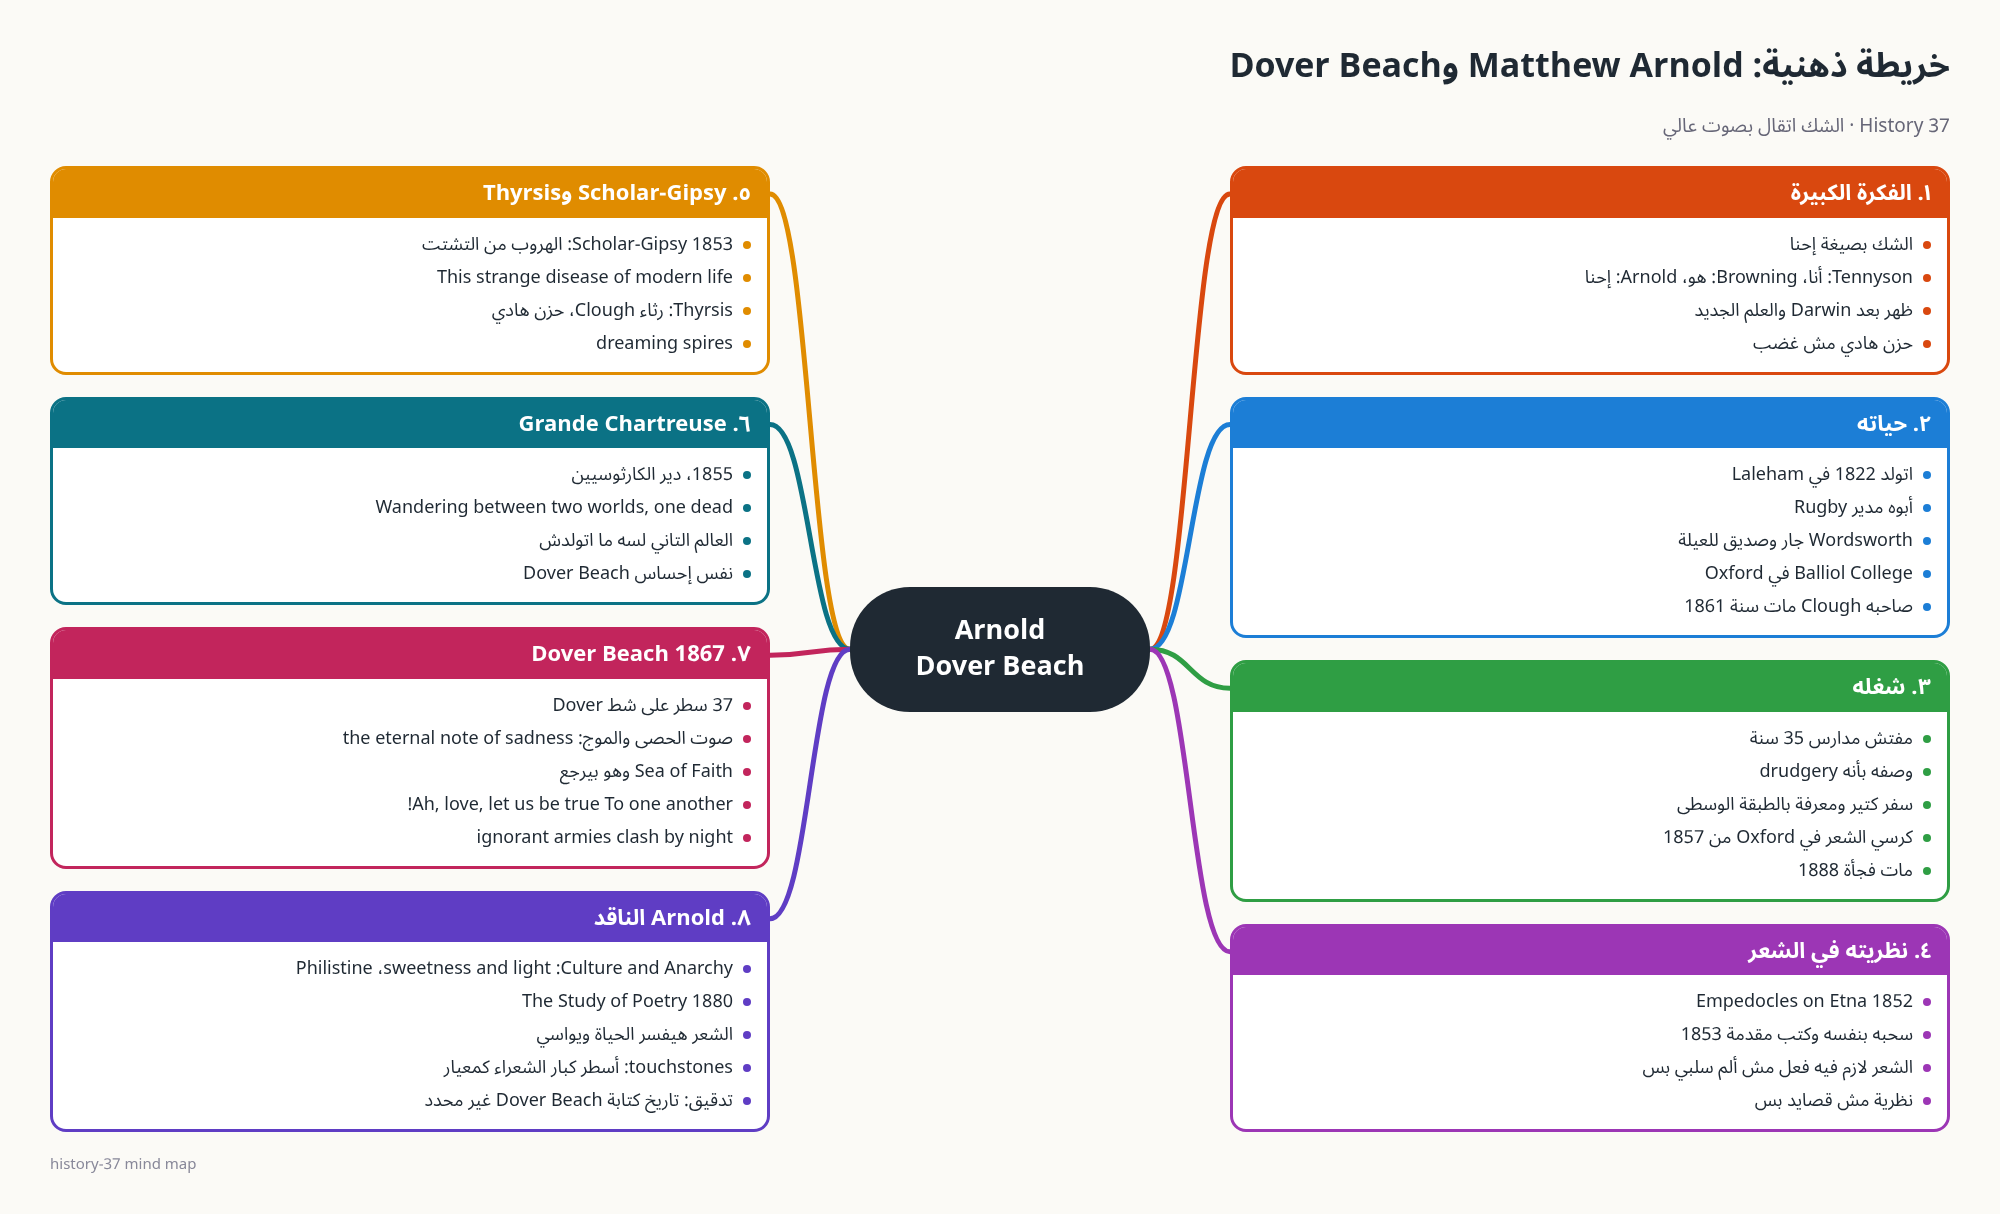 خريطة ذهنية: Matthew Arnold وDover Beach
History 37 · الشك اتقال بصوت عالي
١. الفكرة الكبيرة
الشك بصيغة إحنا
Tennyson: أنا، Browning: هو، Arnold: إحنا
ظهر بعد Darwin والعلم الجديد
حزن هادي مش غضب
٢. حياته
اتولد 1822 في Laleham
أبوه مدير Rugby
Wordsworth جار وصديق للعيلة
Balliol College في Oxford
صاحبه Clough مات سنة 1861
٣. شغله
مفتش مدارس 35 سنة
وصفه بأنه drudgery
سفر كتير ومعرفة بالطبقة الوسطى
كرسي الشعر في Oxford من 1857
مات فجأة 1888
٤. نظريته في الشعر
Empedocles on Etna 1852
سحبه بنفسه وكتب مقدمة 1853
الشعر لازم فيه فعل مش ألم سلبي بس
نظرية مش قصايد بس
Arnold
Dover Beach
٥. Scholar-Gipsy وThyrsis
Scholar-Gipsy 1853: الهروب من التشتت
This strange disease of modern life
Thyrsis: رثاء Clough، حزن هادي
dreaming spires
٦. Grande Chartreuse
1855، دير الكارثوسيين
Wandering between two worlds, one dead
العالم التاني لسه ما اتولدش
نفس إحساس Dover Beach
٧. Dover Beach 1867
37 سطر على شط Dover
صوت الحصى والموج: the eternal note of sadness
Sea of Faith وهو بيرجع
Ah, love, let us be true To one another!
ignorant armies clash by night
٨. Arnold الناقد
Culture and Anarchy: sweetness and light، Philistine
The Study of Poetry 1880
الشعر هيفسر الحياة ويواسي
touchstones: أسطر كبار الشعراء كمعيار
تدقيق: تاريخ كتابة Dover Beach غير محدد
history-37 mind map